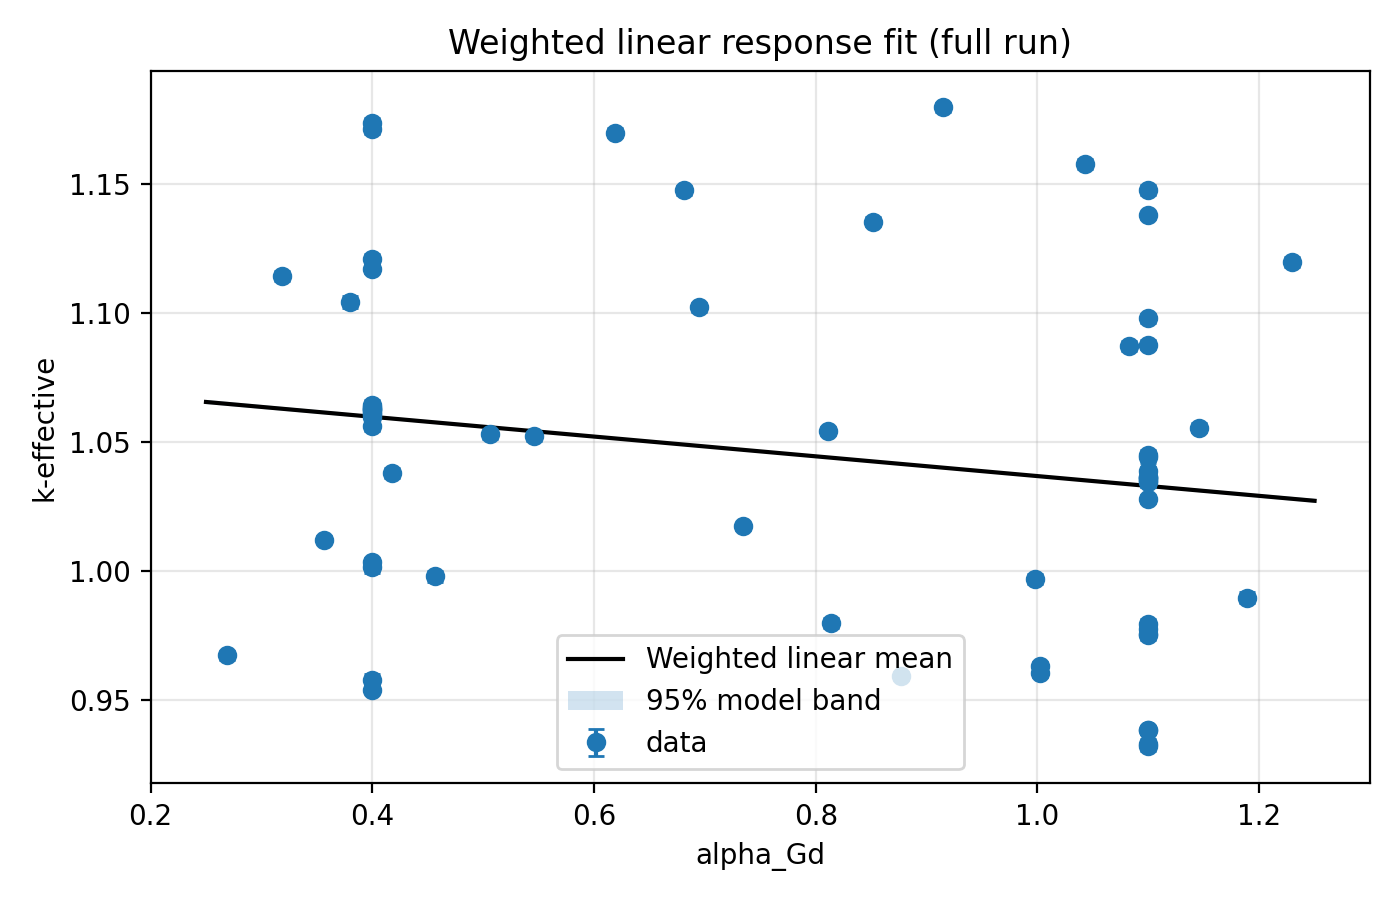 Weighted linear response fit (full run)
k-effective
1.15
1.10
1.05
1.00
0.95
Weighted linear mean
95% model band
data
0.2 0.4 0.6 0.8 1.0 1.2
alpha_Gd